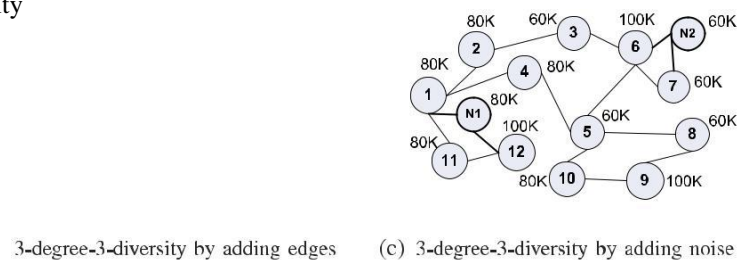 ity
80K
60K
100K
60K
2
3
6
N2
80K
4
80K
1
80K
7
60K
N1
100K
60K
60K
80K
12
5
8
11
80K
10
9
100K
3-degree-3-diversity by adding edges
(c) 3-degree-3-diversity by adding noise